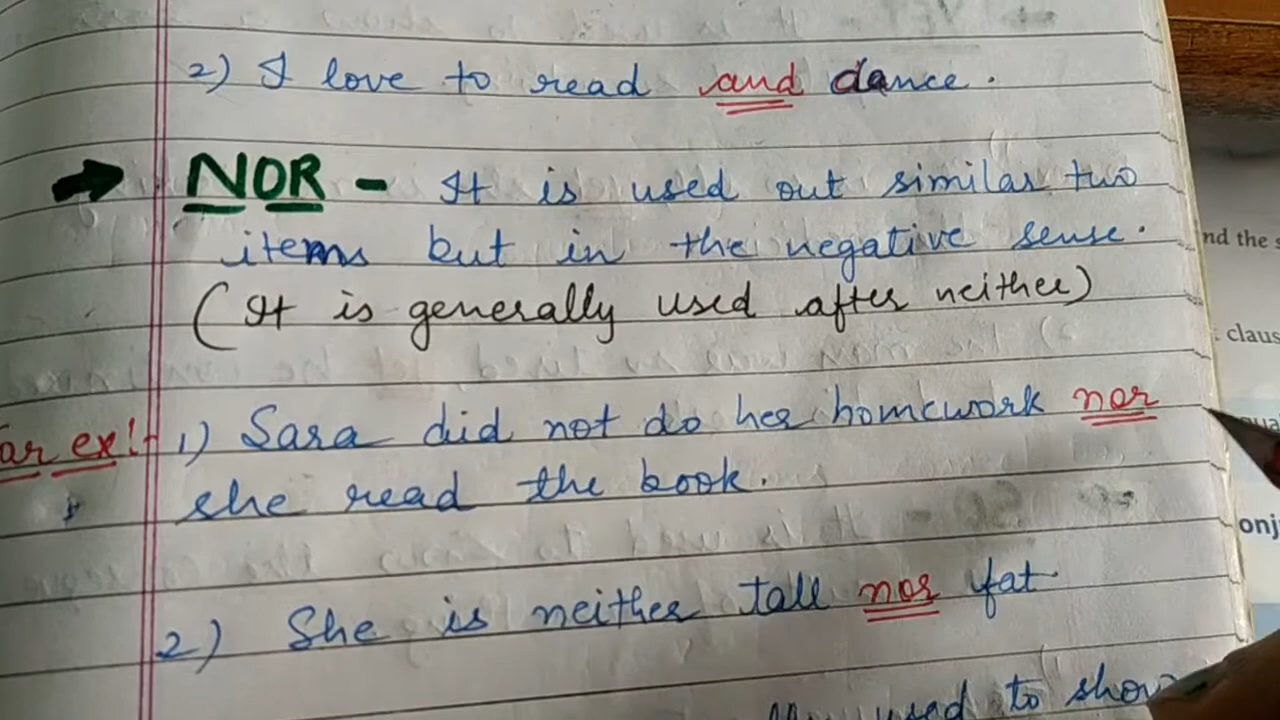 2) I love to read and dance.
→ NOR - It is used out similar two
items but in the negative sense.
(It is generally used after neither)
1) Sara did not do her homework nor
she read the book.
2) She is neither tall nor fat
used to show
nd the
claus
onj